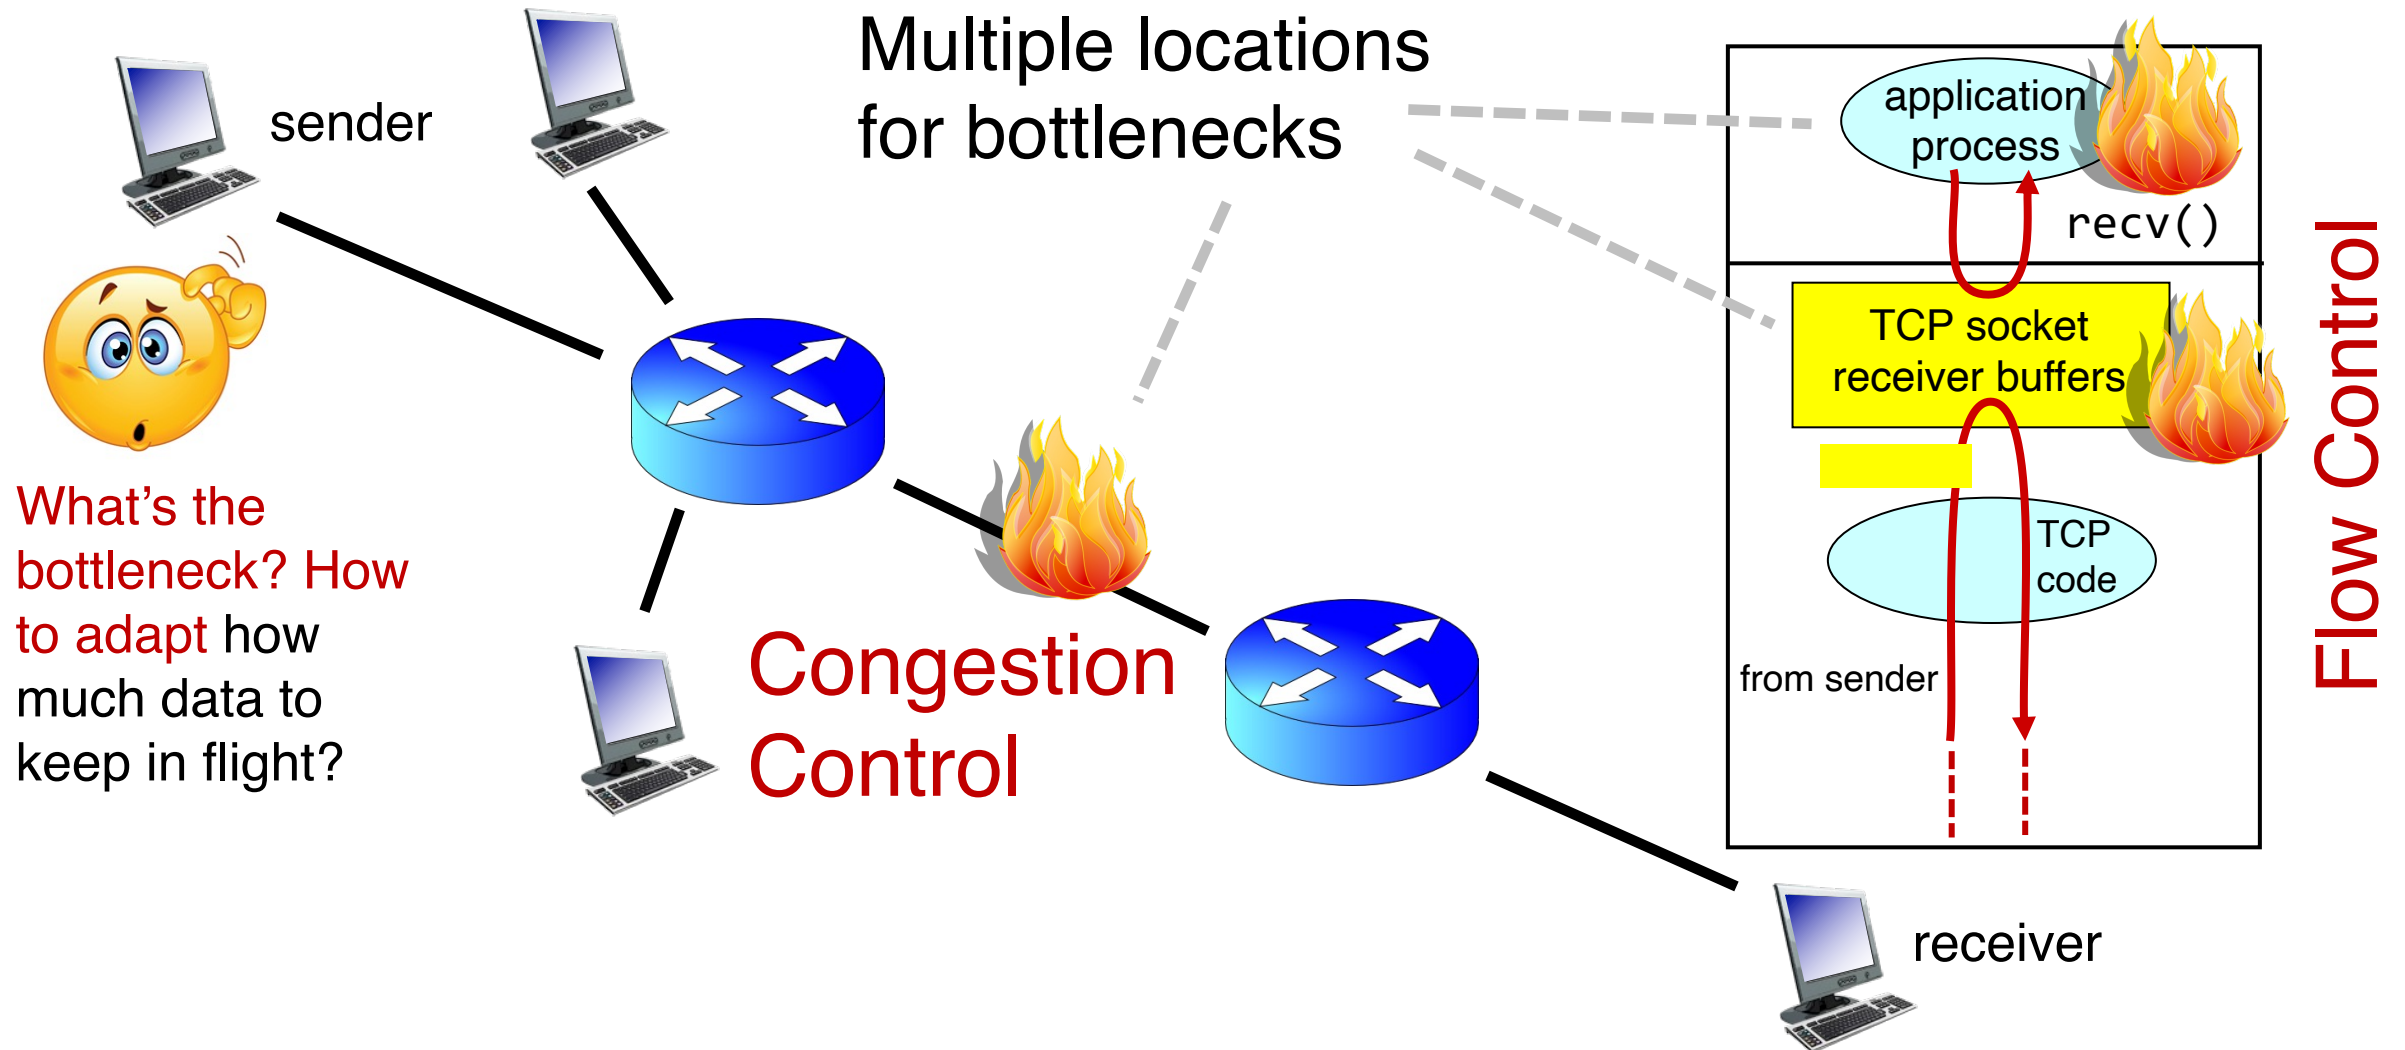 sender
Multiple locations
for bottlenecks
What's the
bottleneck? How
to adapt how
much data to
keep in flight?
Congestion
Control
application
process
recv()
TCP socket
receiver buffers
TCP
code
from sender
Flow Control
receiver